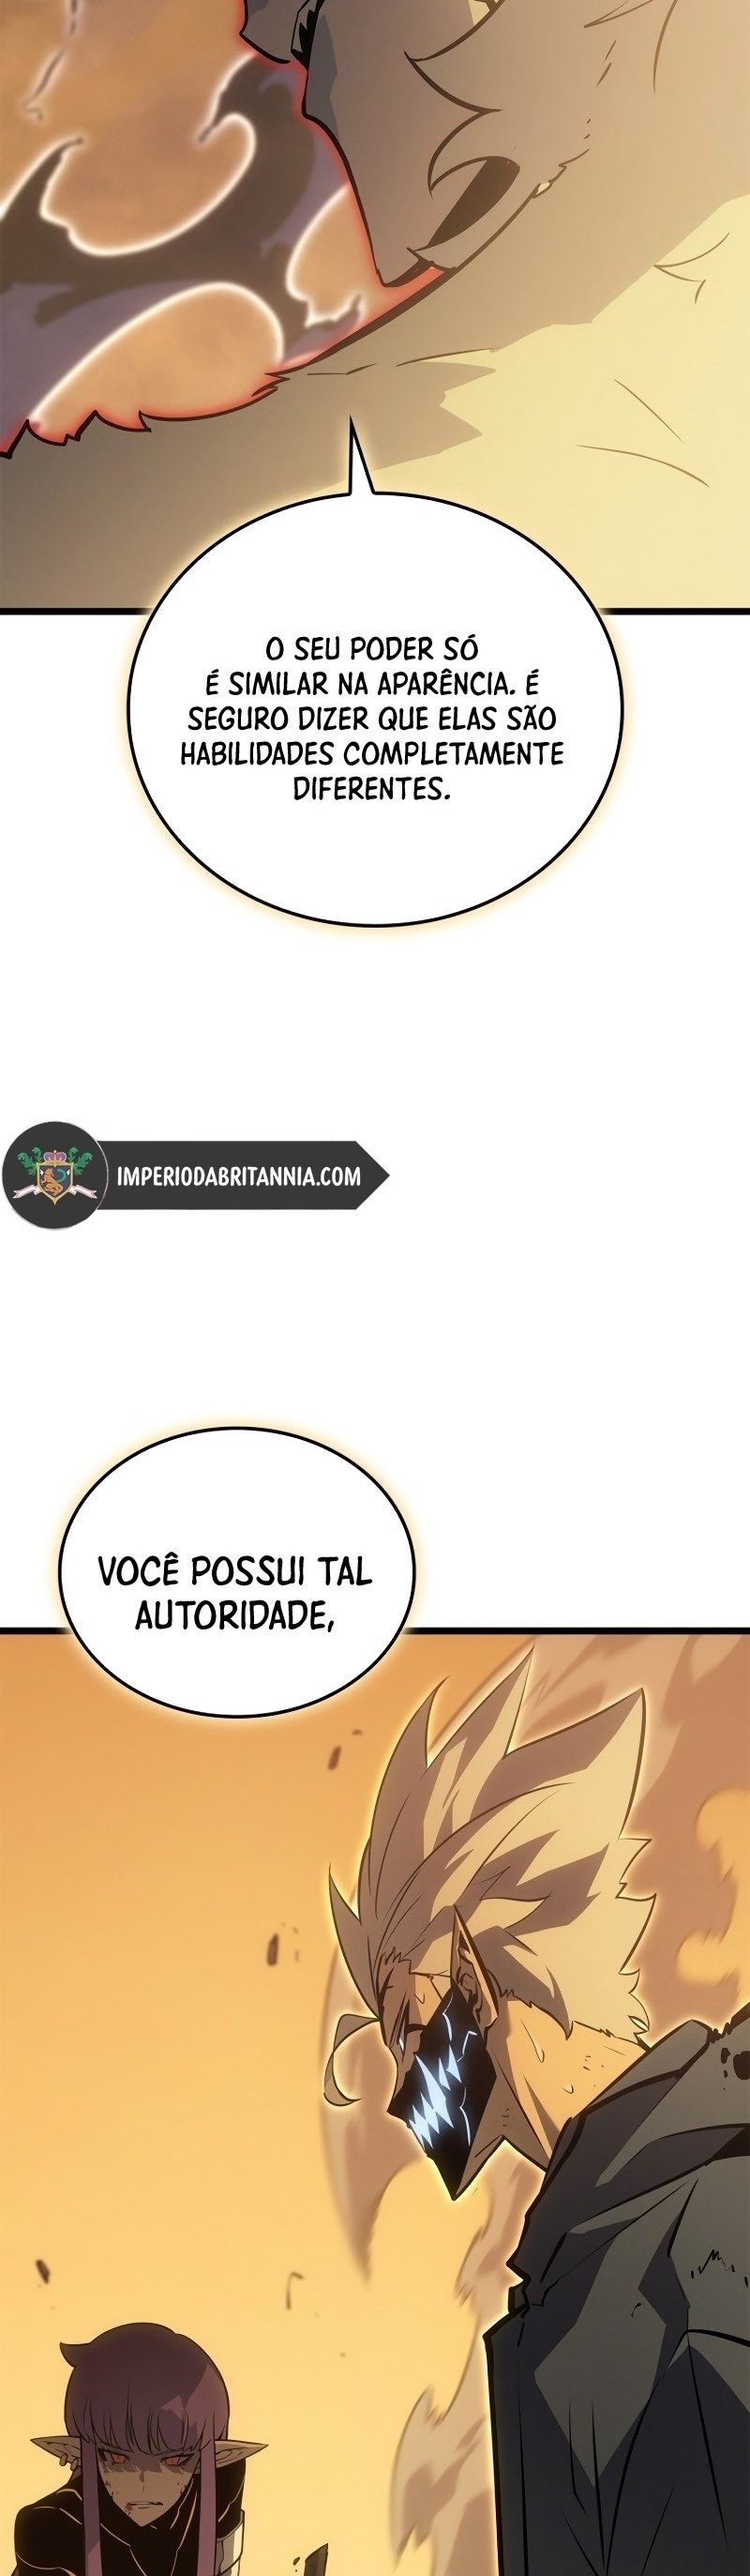 O SEU PODER SÓ
É SIMILAR NA APARÊNCIA. É
SEGURO DIZER QUE ELAS SÃO
HABILIDADES COMPLETAMENTE
DIFERENTES.
IMPERIODABRITANNIA.COM
VOCÊ POSSUI TAL
AUTORIDADE,